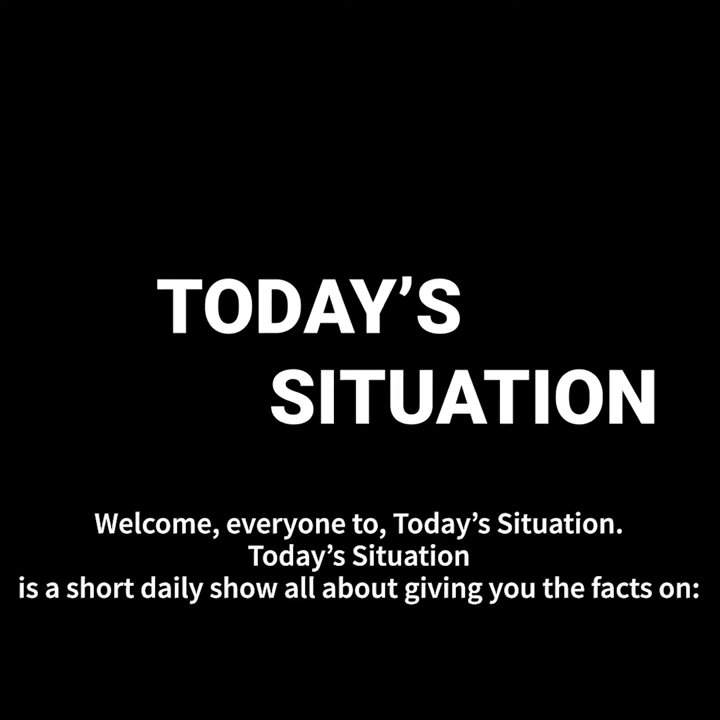 TODAY’S
SITUATION
Welcome, everyone to, Today’s Situation.
Today’s Situation
is a short daily show all about giving you the facts on: